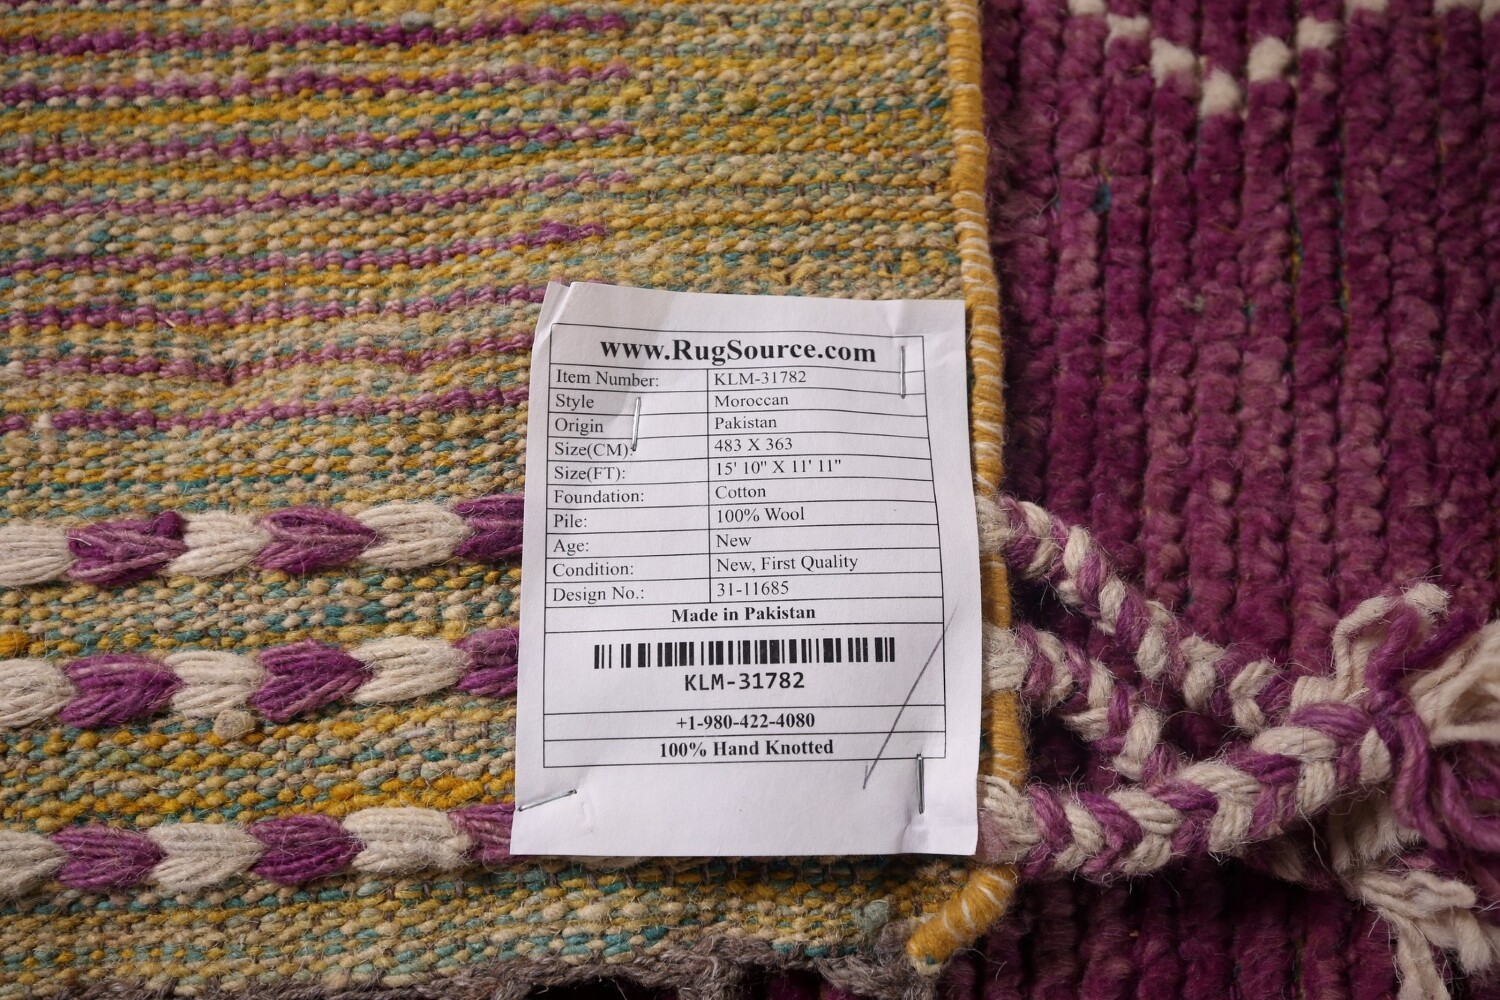 www.RugSource.com
Item Number: KLM-31782
Style Moroccan
Origin Pakistan
Size(CM): 483 X 363
Size(FT): 15' 10" X 11' 11"
Foundation: Cotton
Pile: 100% Wool
Age: New
Condition: New, First Quality
Design No.: 31-11685
Made in Pakistan
KLM-31782
+1-980-422-4080
100% Hand Knotted